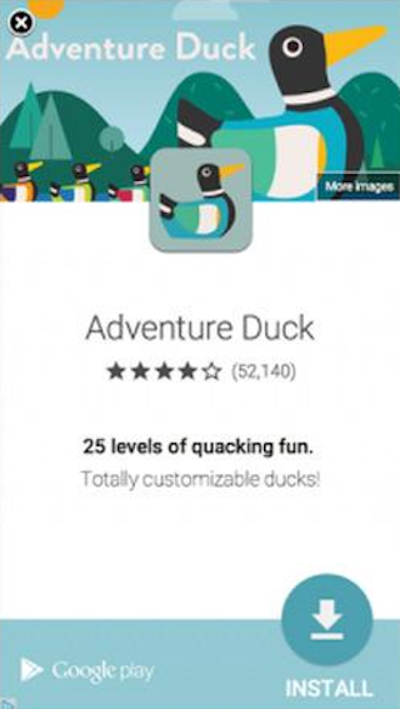 Adventure Duck
More Images
Adventure Duck
(52,140)
25 levels of quacking fun.
Totally customizable ducks!
Google play
INSTALL